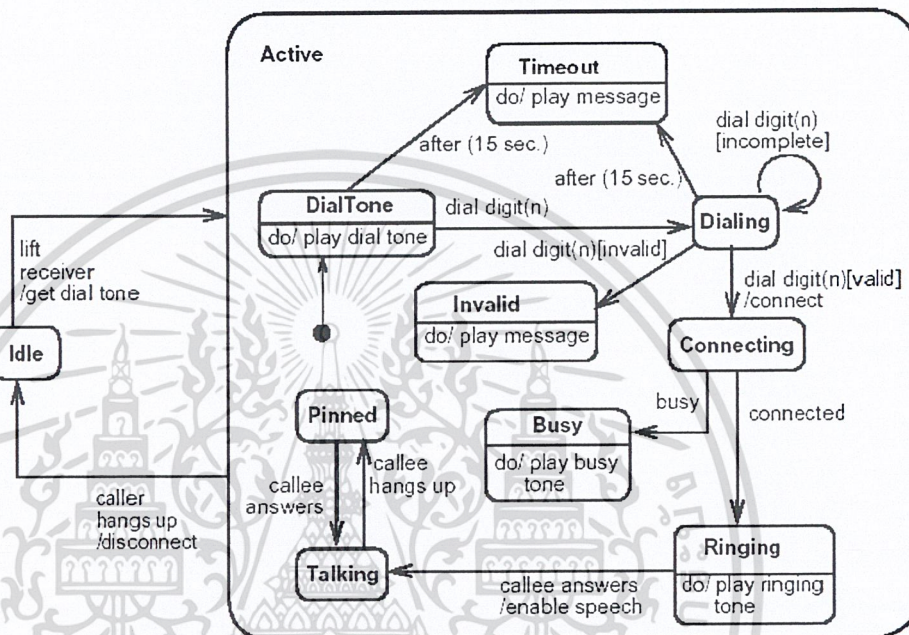 Active
Timeout
do/ play message
dial digit(n)
[incomplete]
after (15 sec.)
after (15 sec.)
DialTone
do/ play dial tone
dial digit(n)
Dialing
lift
receiver
/get dial tone
dial digit(n)[invalid]
dial digit(n)[valid]
/connect
Invalid
do/ play message
Idle
Connecting
Pinned
busy
connected
Busy
do/ play busy
tone
callee
answers
callee
hangs up
caller
hangs up
/disconnect
Talking
callee answers
/enable speech
Ringing
do/ play ringing
tone